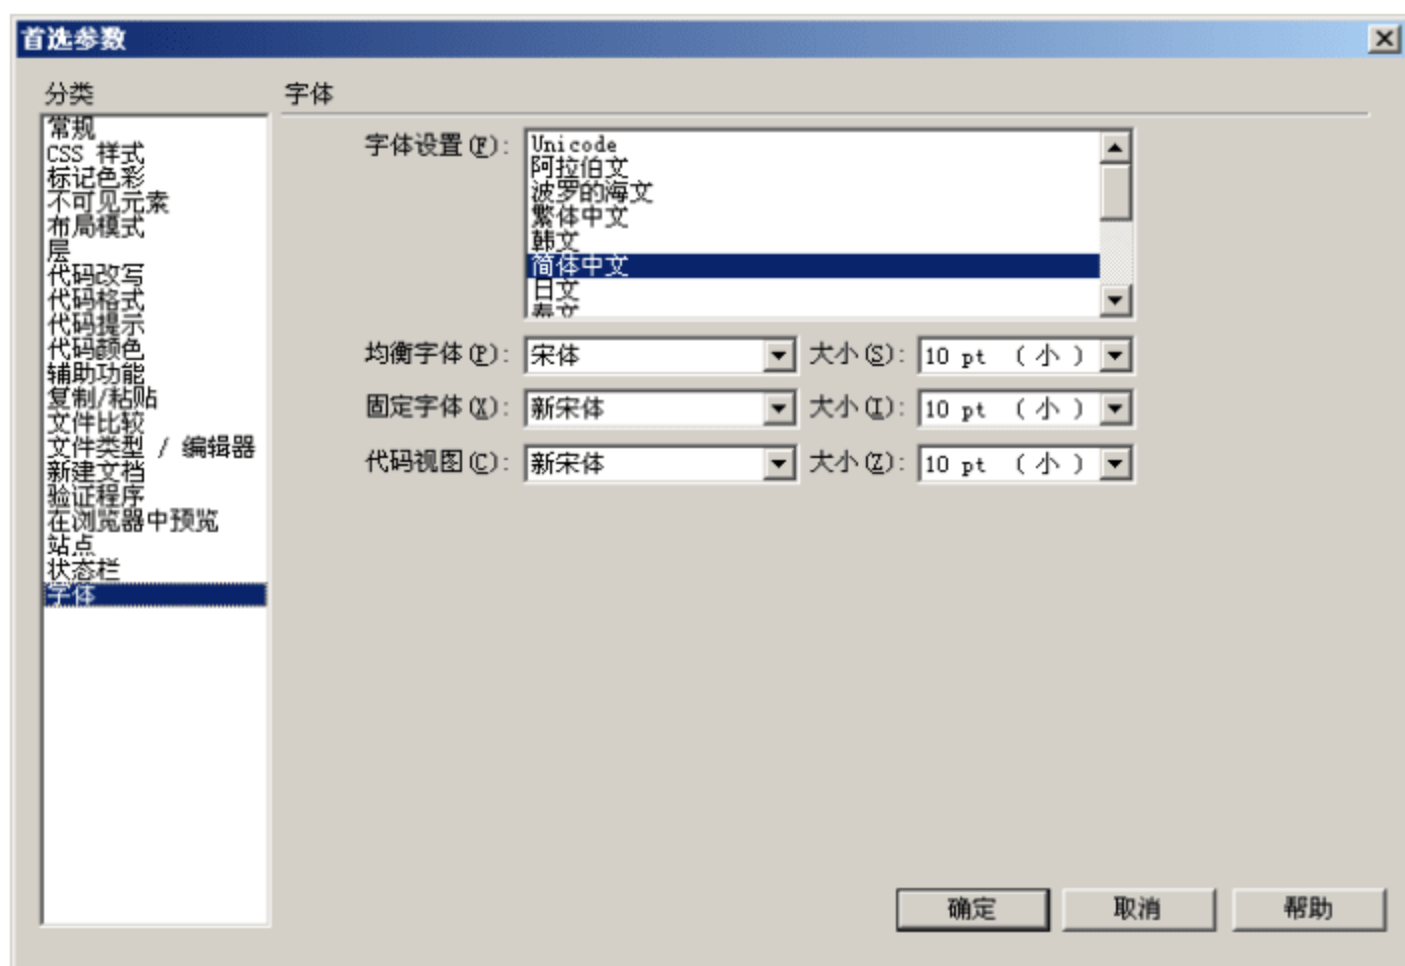 首选参数
分类
常规
CSS 样式
标记色彩
不可见元素
布局模式
层
代码改写
代码格式
代码提示
代码颜色
辅助功能
复制/粘贴
文件比较
文件类型 / 编辑器
新建文档
验证程序
在浏览器中预览
站点
状态栏
字体
字体
字体设置(F):
Unicode
阿拉伯文
波罗的海文
繁体中文
韩文
简体中文
日文
泰文
均衡字体(P): 宋体 大小(S): 10 pt (小)
固定字体(X): 新宋体 大小(I): 10 pt (小)
代码视图(C): 新宋体 大小(Z): 10 pt (小)
确定 取消 帮助